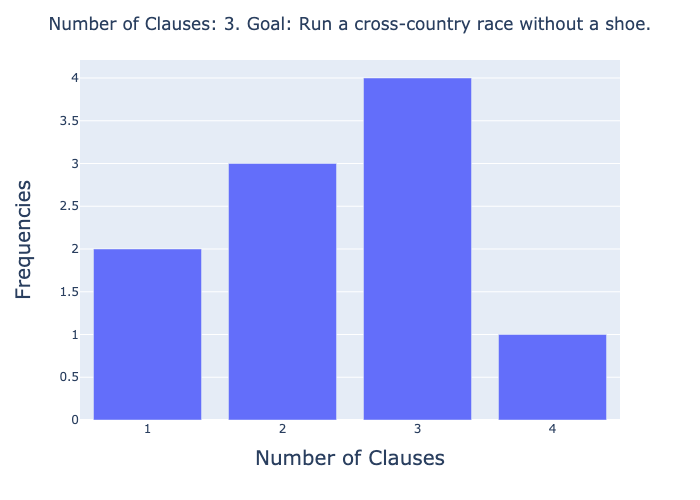 Number of Clauses: 3. Goal: Run a cross-country race without a shoe.
4
3.5
3
2.5
2
1.5
1
0.5
0
Frequencies
1 2 3 4
Number of Clauses